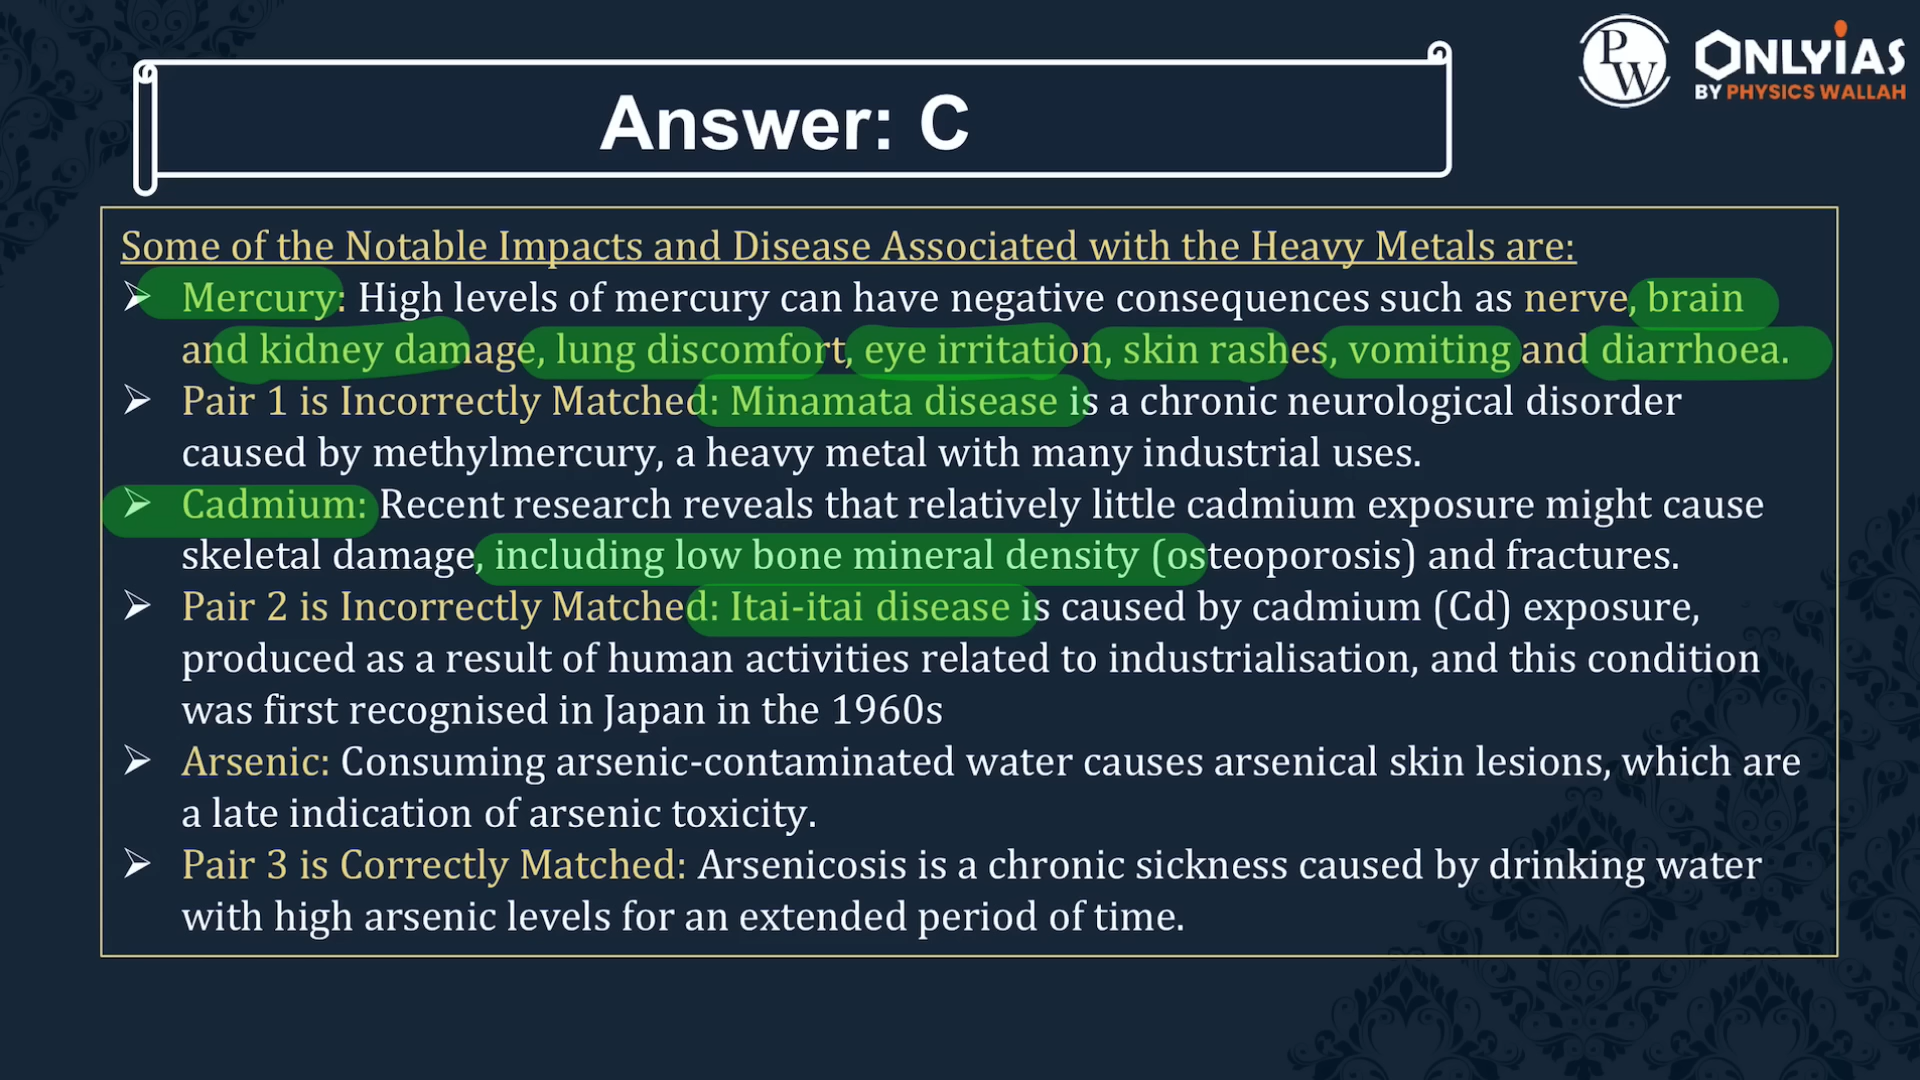 PW
ONLYIAS
BY PHYSICS WALLAH
Answer: C
Some of the Notable Impacts and Disease Associated with the Heavy Metals are:
➢ Mercury: High levels of mercury can have negative consequences such as nerve, brain
and kidney damage, lung discomfort, eye irritation, skin rashes, vomiting and diarrhoea.
➢ Pair 1 is Incorrectly Matched: Minamata disease is a chronic neurological disorder
caused by methylmercury, a heavy metal with many industrial uses.
➢ Cadmium: Recent research reveals that relatively little cadmium exposure might cause
skeletal damage, including low bone mineral density (osteoporosis) and fractures.
➢ Pair 2 is Incorrectly Matched: Itai-itai disease is caused by cadmium (Cd) exposure,
produced as a result of human activities related to industrialisation, and this condition
was first recognised in Japan in the 1960s
➢ Arsenic: Consuming arsenic-contaminated water causes arsenical skin lesions, which are
a late indication of arsenic toxicity.
➢ Pair 3 is Correctly Matched: Arsenicosis is a chronic sickness caused by drinking water
with high arsenic levels for an extended period of time.